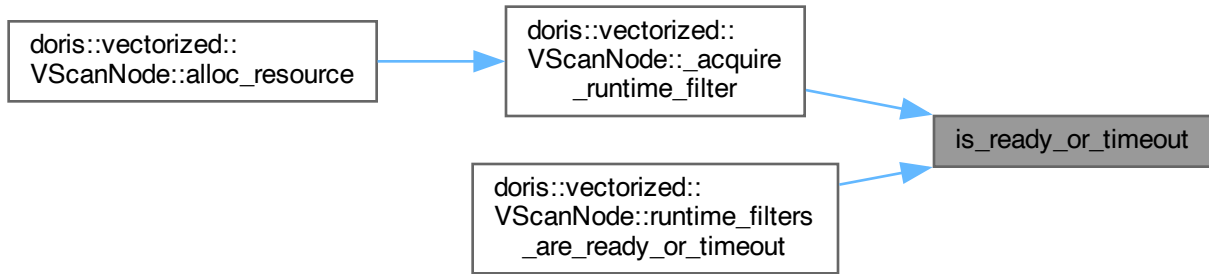 doris::vectorized::
VScanNode::alloc_resource
doris::vectorized::
VScanNode::_acquire
_runtime_filter
is_ready_or_timeout
doris::vectorized::
VScanNode::runtime_filters
_are_ready_or_timeout